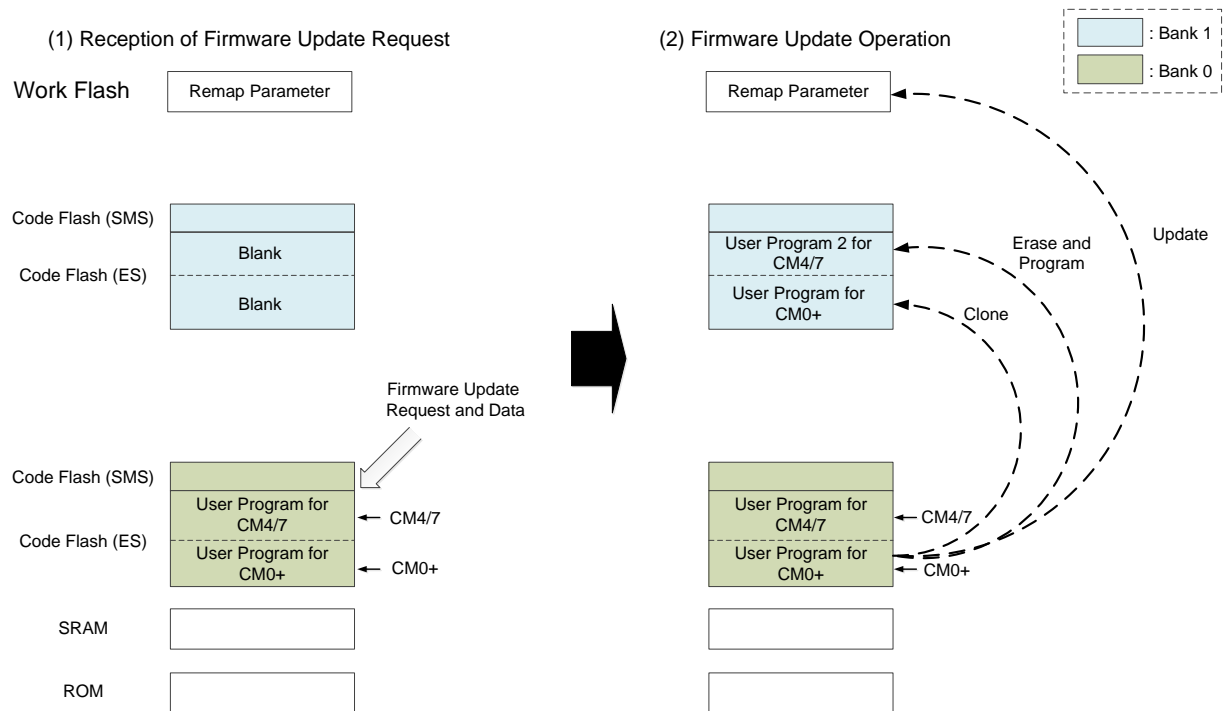 (1) Reception of Firmware Update Request
(2) Firmware Update Operation
: Bank 1
: Bank 0
Work Flash
Remap Parameter
Remap Parameter
Code Flash (SMS)
Blank
Code Flash (ES)
Blank
User Program 2 for
CM4/7
User Program for
CM0+
Erase and
Program
Update
Clone
Firmware Update
Request and Data
Code Flash (SMS)
User Program for
CM4/7
CM4/7
Code Flash (ES)
User Program for
CM0+
CM0+
User Program for
CM4/7
CM4/7
User Program for
CM0+
CM0+
SRAM
ROM